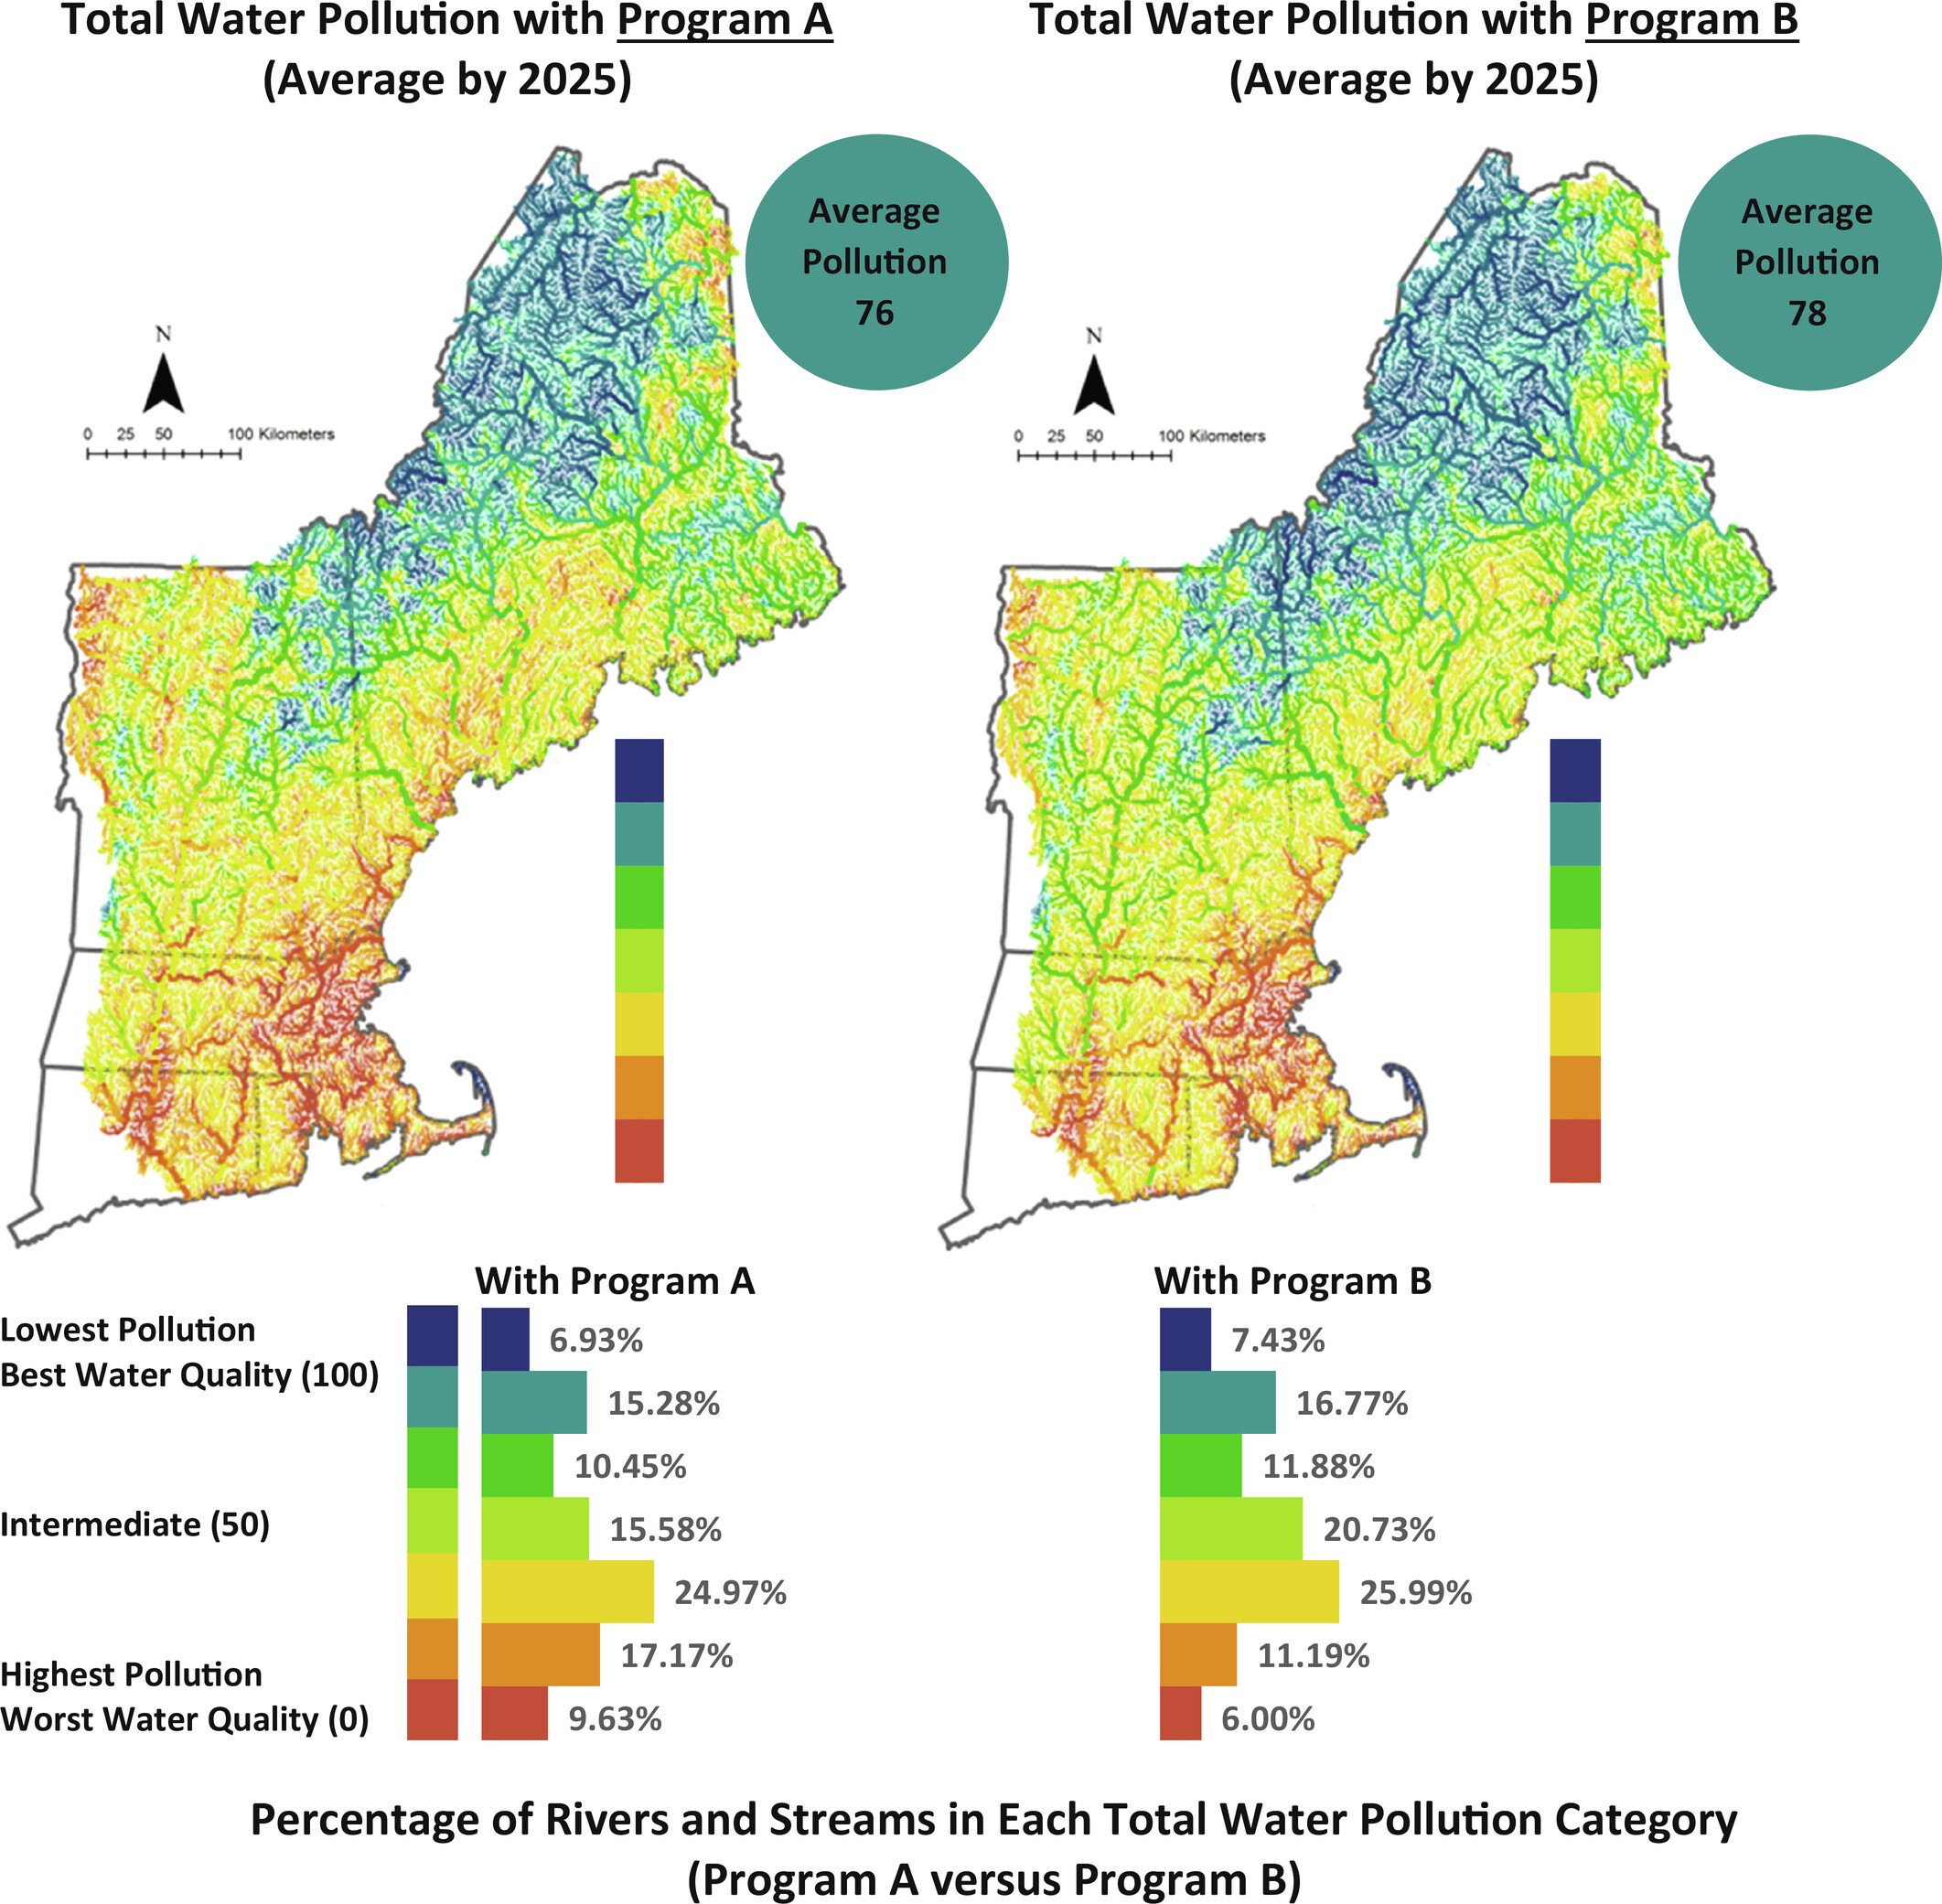 Total Water Pollution with Program A
(Average by 2025)
Total Water Pollution with Program B
(Average by 2025)
Average
Pollution
76
Average
Pollution
78
N
0 25 50 100 Kilometers
N
0 25 50 100 Kilometers
With Program A
With Program B
Lowest Pollution
Best Water Quality (100)
Intermediate (50)
Highest Pollution
Worst Water Quality (0)
6.93%
15.28%
10.45%
15.58%
24.97%
17.17%
9.63%
7.43%
16.77%
11.88%
20.73%
25.99%
11.19%
6.00%
Percentage of Rivers and Streams in Each Total Water Pollution Category
(Program A versus Program B)